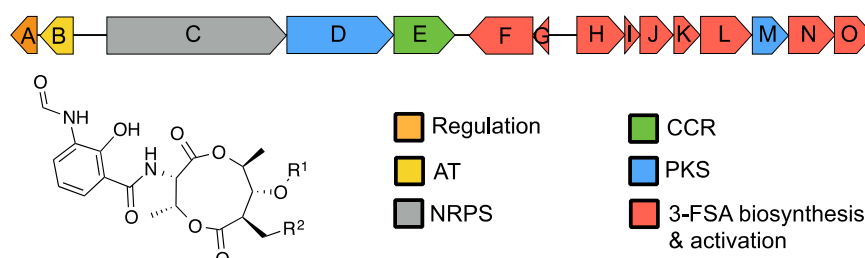 A B C D E F G H I J K L M N O
O
NH
OH
O
O
H
N
O
R¹
O
O
O
R²
O
Regulation
AT
NRPS
CCR
PKS
3-FSA biosynthesis
& activation